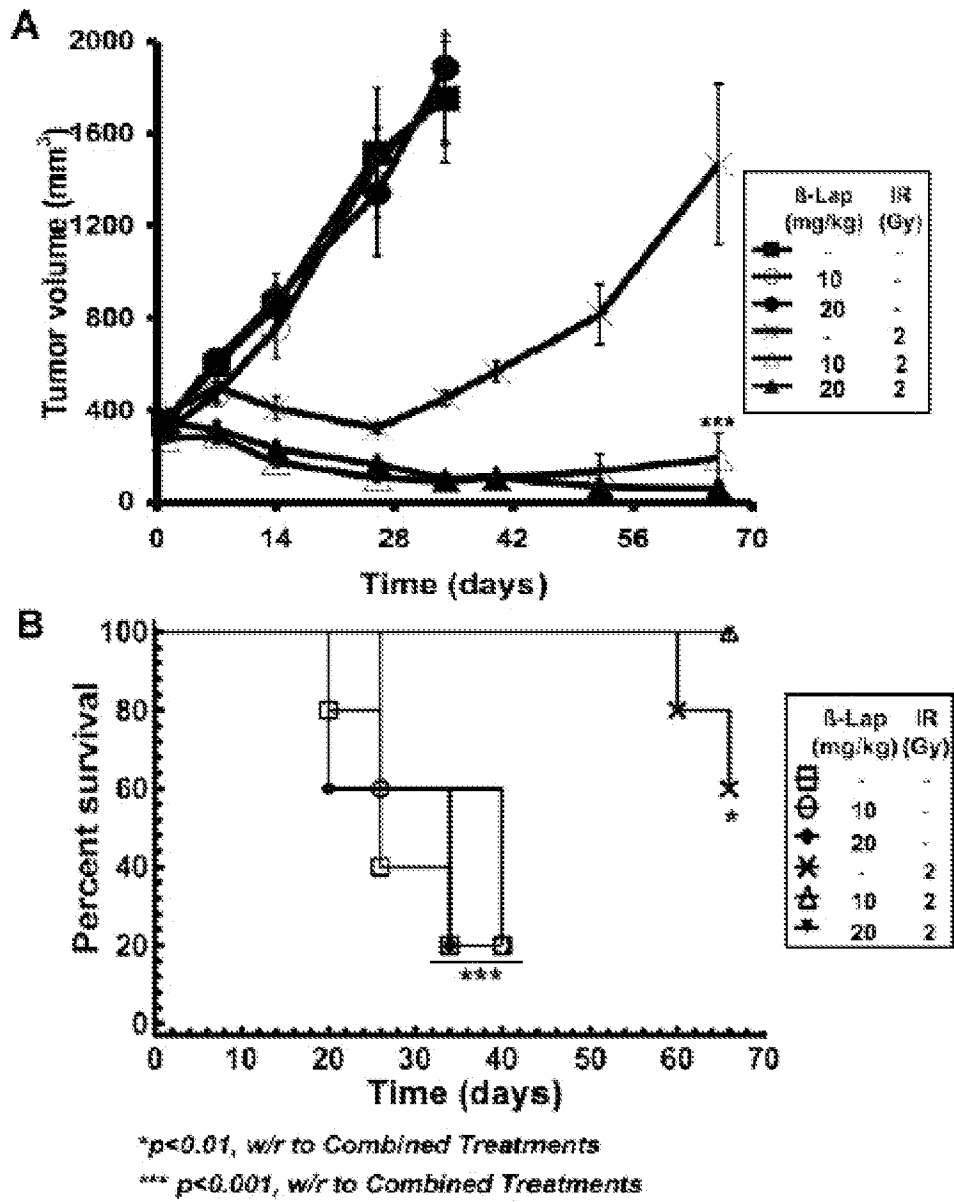 A
Tumor volume (mm³)
2000
1600
1200
800
400
0
0 14 28 42 56 70
Time (days)
ß-Lap IR
(mg/kg) (Gy)
- -
10 -
20 -
- 2
10 2
20 2
***
B
Percent survival
100
80
60
40
20
0
0 10 20 30 40 50 60 70
Time (days)
ß-Lap IR
(mg/kg) (Gy)
- -
10 -
20 -
- 2
10 2
20 2
*
***
*p<0.01, w/r to Combined Treatments
*** p<0.001, w/r to Combined Treatments